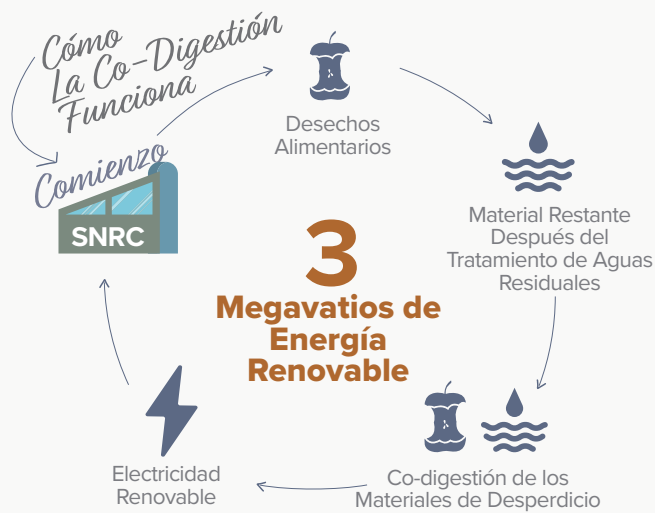 Cómo
La Co-Digestión
Funciona
Comienzo
SNRC
Desechos
Alimentarios
Material Restante
Después del
Tratamiento de Aguas
Residuales
3
Megavatios de
Energía
Renovable
Co-digestión de los
Materiales de Desperdicio
Electricidad
Renovable